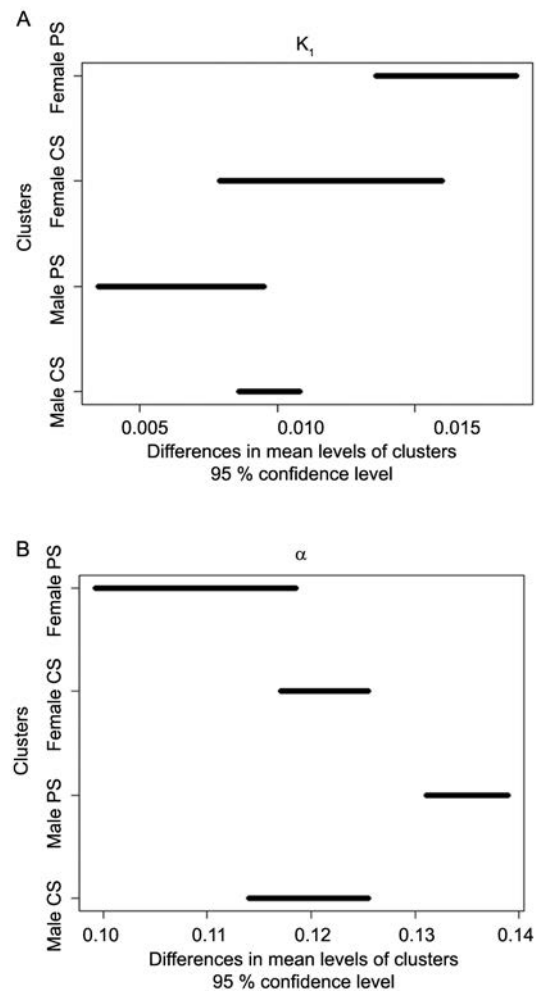 A
K₁
Female PS
Female CS
Male PS
Male CS
Clusters
0.005 0.010 0.015
Differences in mean levels of clusters
95 % confidence level
B
α
Female PS
Female CS
Male PS
Male CS
Clusters
0.10 0.11 0.12 0.13 0.14
Differences in mean levels of clusters
95 % confidence level